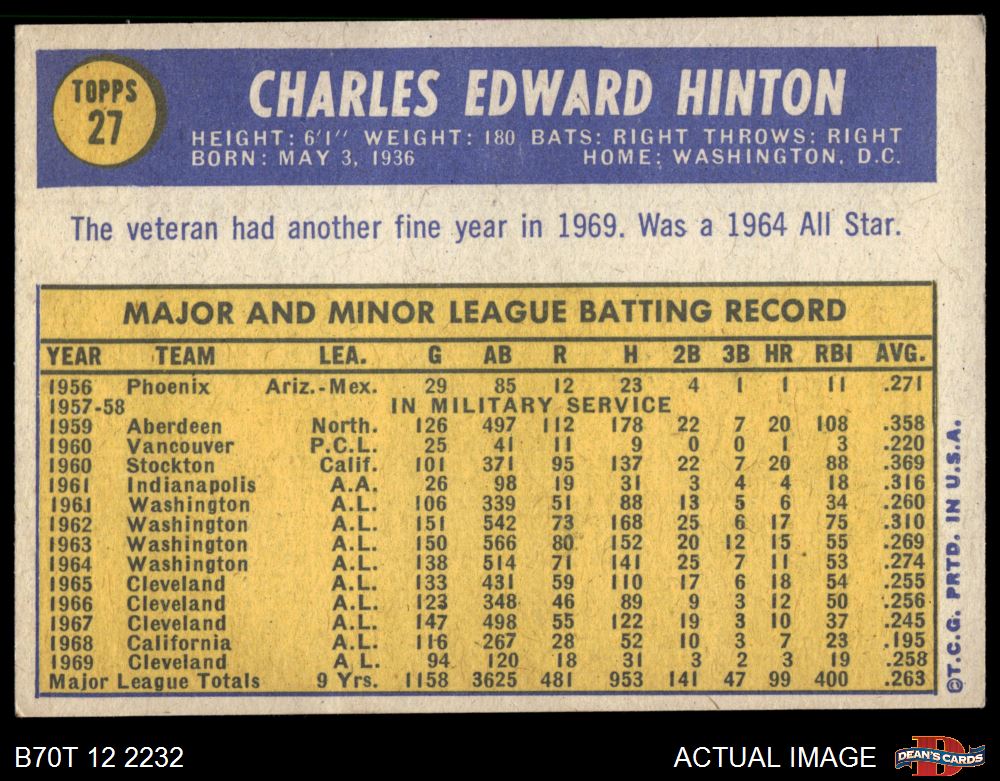 TOPPS
27
CHARLES EDWARD HINTON
HEIGHT: 6'1" WEIGHT: 180 BATS: RIGHT THROWS: RIGHT
BORN: MAY 3, 1936 HOME: WASHINGTON, D.C.
The veteran had another fine year in 1969. Was a 1964 All Star.
MAJOR AND MINOR LEAGUE BATTING RECORD
YEAR TEAM LEA. G AB R H 2B 3B HR RBI AVG.
1956 Phoenix Ariz.-Mex. 29 85 12 23 4 1 1 11 .271
1957-58 IN MILITARY SERVICE
1959 Aberdeen North. 126 497 112 178 22 7 20 108 .358
1960 Vancouver P.C.L. 25 41 11 9 0 0 1 3 .220
1960 Stockton Calif. 101 371 95 137 22 7 20 88 .369
1961 Indianapolis A.A. 26 98 19 31 3 4 4 18 .316
1961 Washington A.L. 106 339 51 88 13 5 6 34 .260
1962 Washington A.L. 151 542 73 168 25 6 17 75 .310
1963 Washington A.L. 150 566 80 152 20 12 15 55 .269
1964 Washington A.L. 138 514 71 141 25 7 11 53 .274
1965 Cleveland A.L. 133 431 59 110 17 6 18 54 .255
1966 Cleveland A.L. 123 348 46 89 9 3 12 50 .256
1967 Cleveland A.L. 147 498 55 122 19 3 10 37 .245
1968 California A.L. 116 267 28 52 10 3 7 23 .195
1969 Cleveland A L. 94 120 18 31 3 2 3 19 .258
Major League Totals 9 Yrs. 1158 3625 481 953 141 47 99 400 .263
©T.C.G. PRTD. IN U.S.A.
B70T 12 2232 ACTUAL IMAGE
DEAN'S CARDS